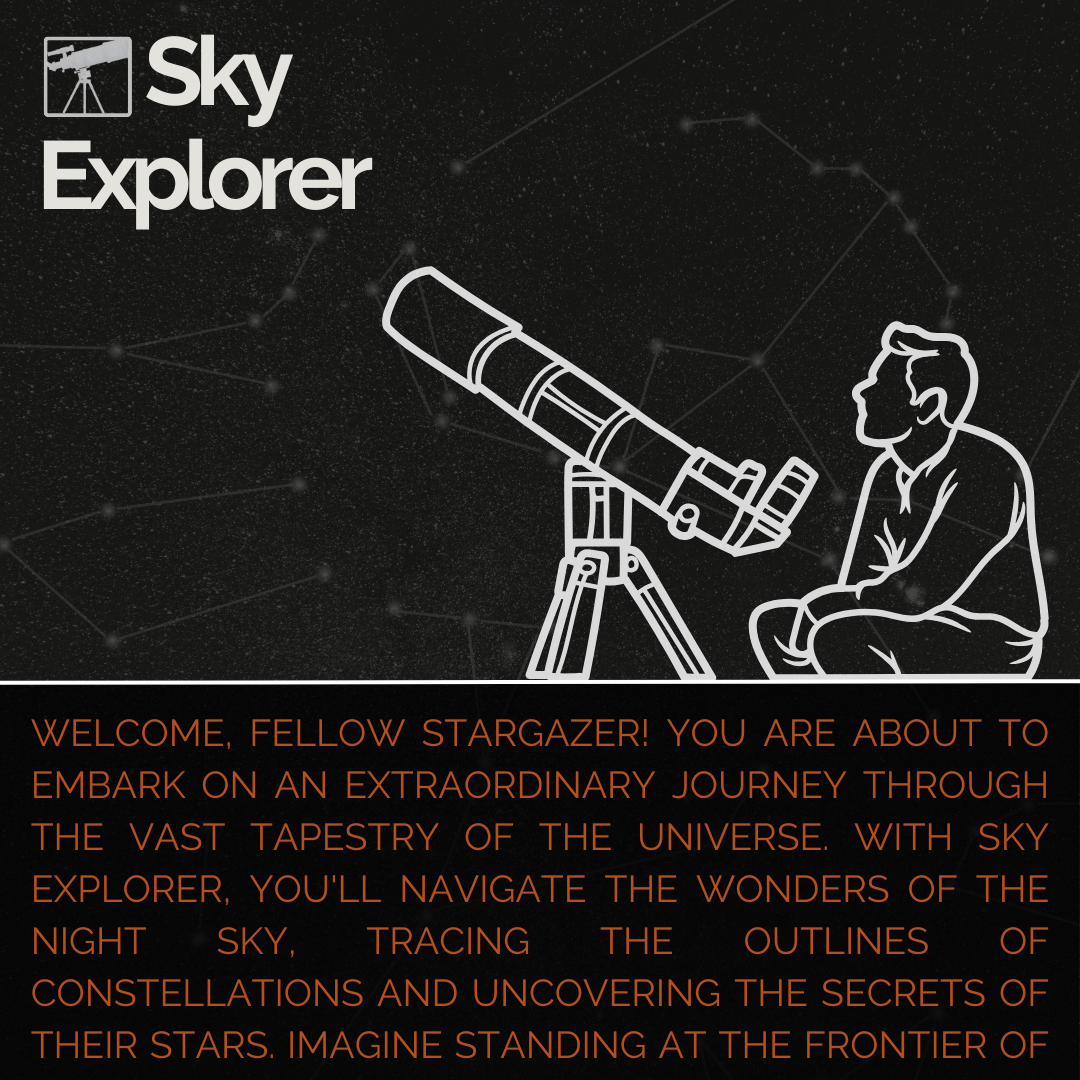 Sky
Explorer
WELCOME, FELLOW STARGAZER! YOU ARE ABOUT TO
EMBARK ON AN EXTRAORDINARY JOURNEY THROUGH
THE VAST TAPESTRY OF THE UNIVERSE. WITH SKY
EXPLORER, YOU'LL NAVIGATE THE WONDERS OF THE
NIGHT SKY, TRACING THE OUTLINES OF
CONSTELLATIONS AND UNCOVERING THE SECRETS OF
THEIR STARS. IMAGINE STANDING AT THE FRONTIER OF